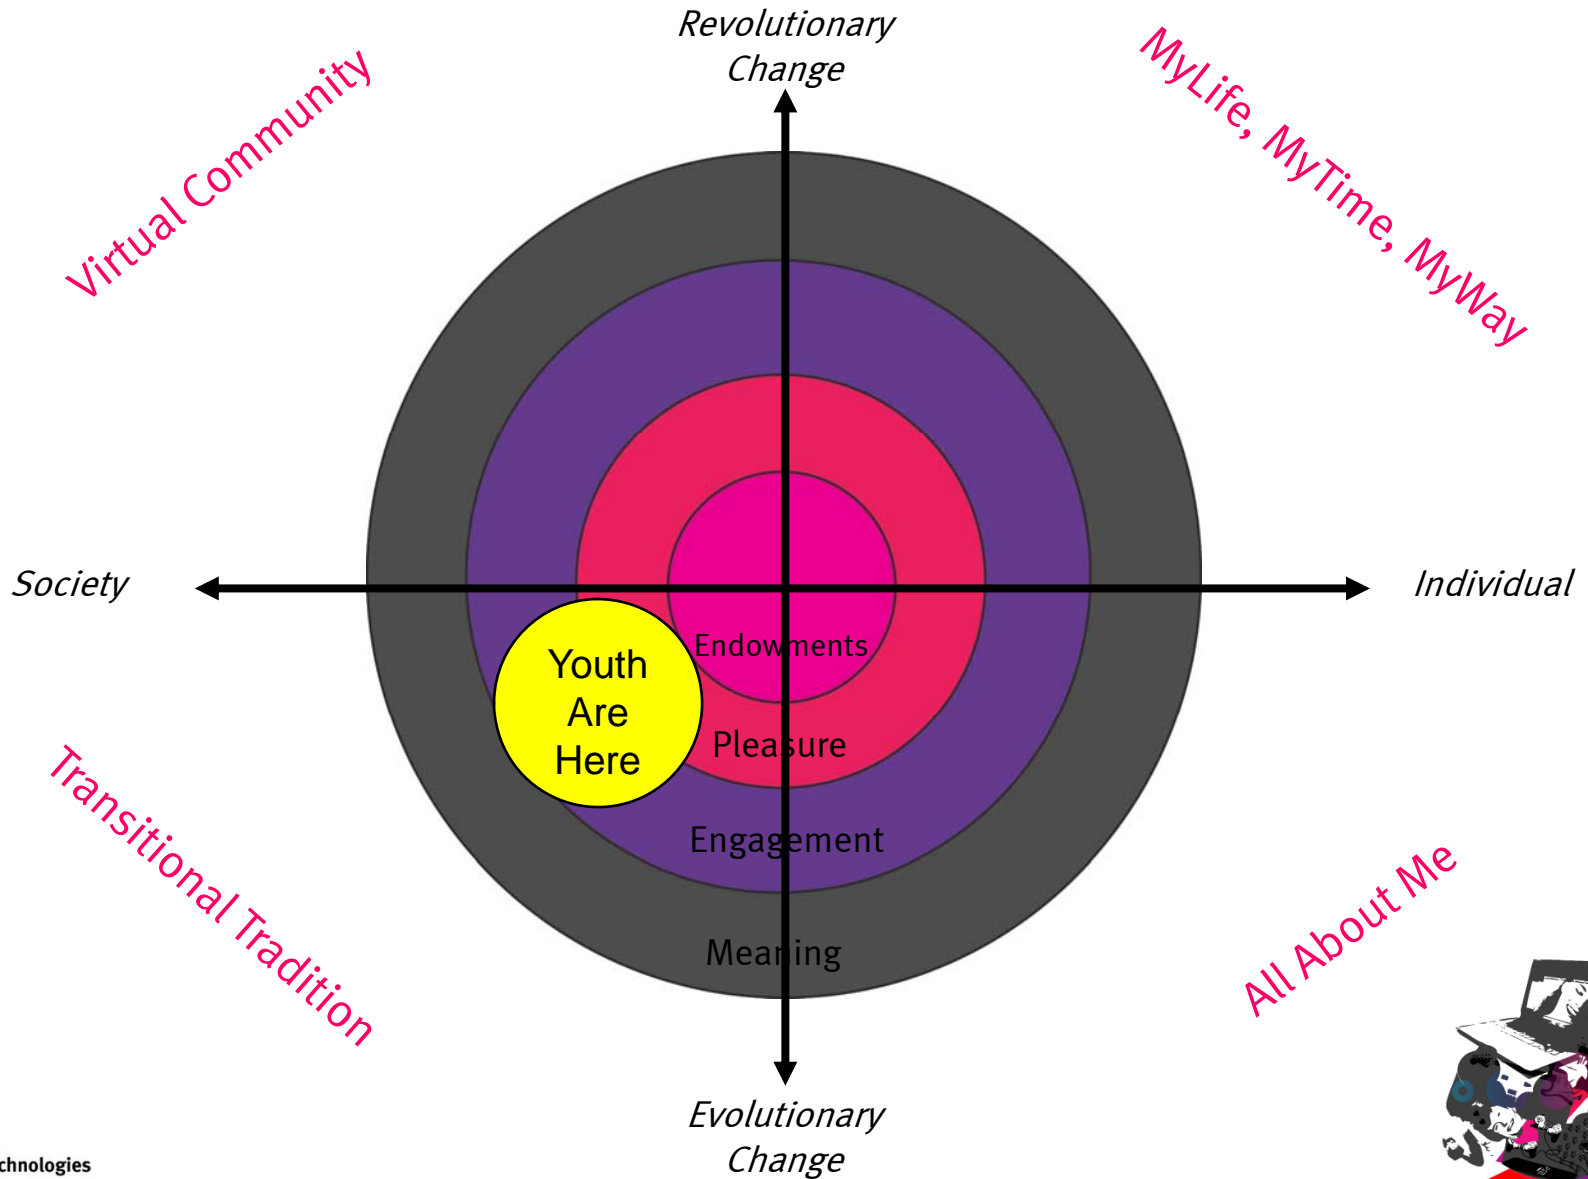 Revolutionary
Change
Virtual Community
MyLife, MyTime, MyWay
Society
Individual
Endowments
Youth
Are
Here
Pleasure
Engagement
Meaning
Transitional Tradition
All About Me
Evolutionary
Change
chnologies